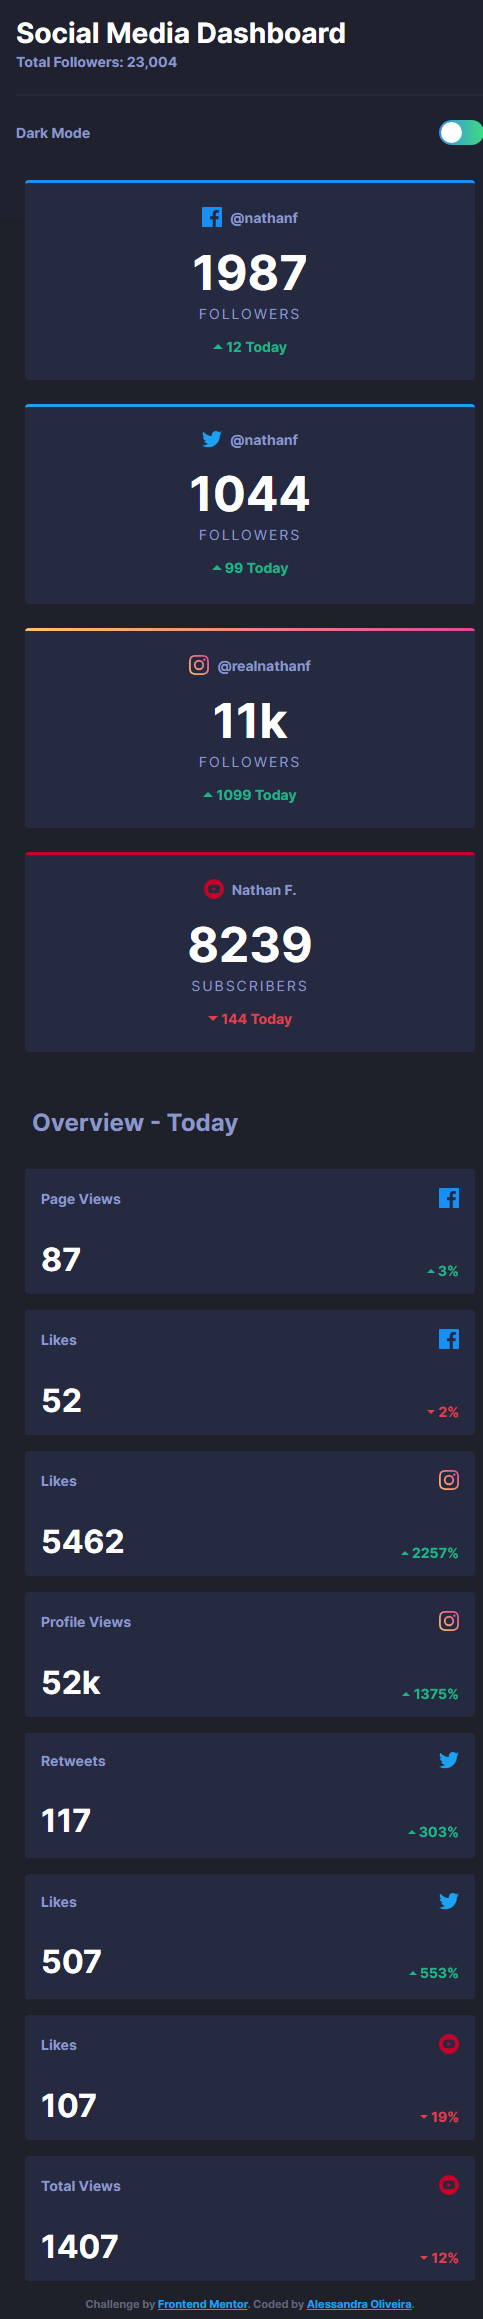 Social Media Dashboard
Total Followers: 23,004
Dark Mode
@nathanf
1987
FOLLOWERS
12 Today
@nathanf
1044
FOLLOWERS
99 Today
@realnathanf
11k
FOLLOWERS
1099 Today
Nathan F.
8239
SUBSCRIBERS
144 Today
Overview - Today
Page Views
87
3%
Likes
52
2%
Likes
5462
2257%
Profile Views
52k
1375%
Retweets
117
303%
Likes
507
553%
Likes
107
19%
Total Views
1407
12%
Challenge by Frontend Mentor. Coded by Alessandra Oliveira.